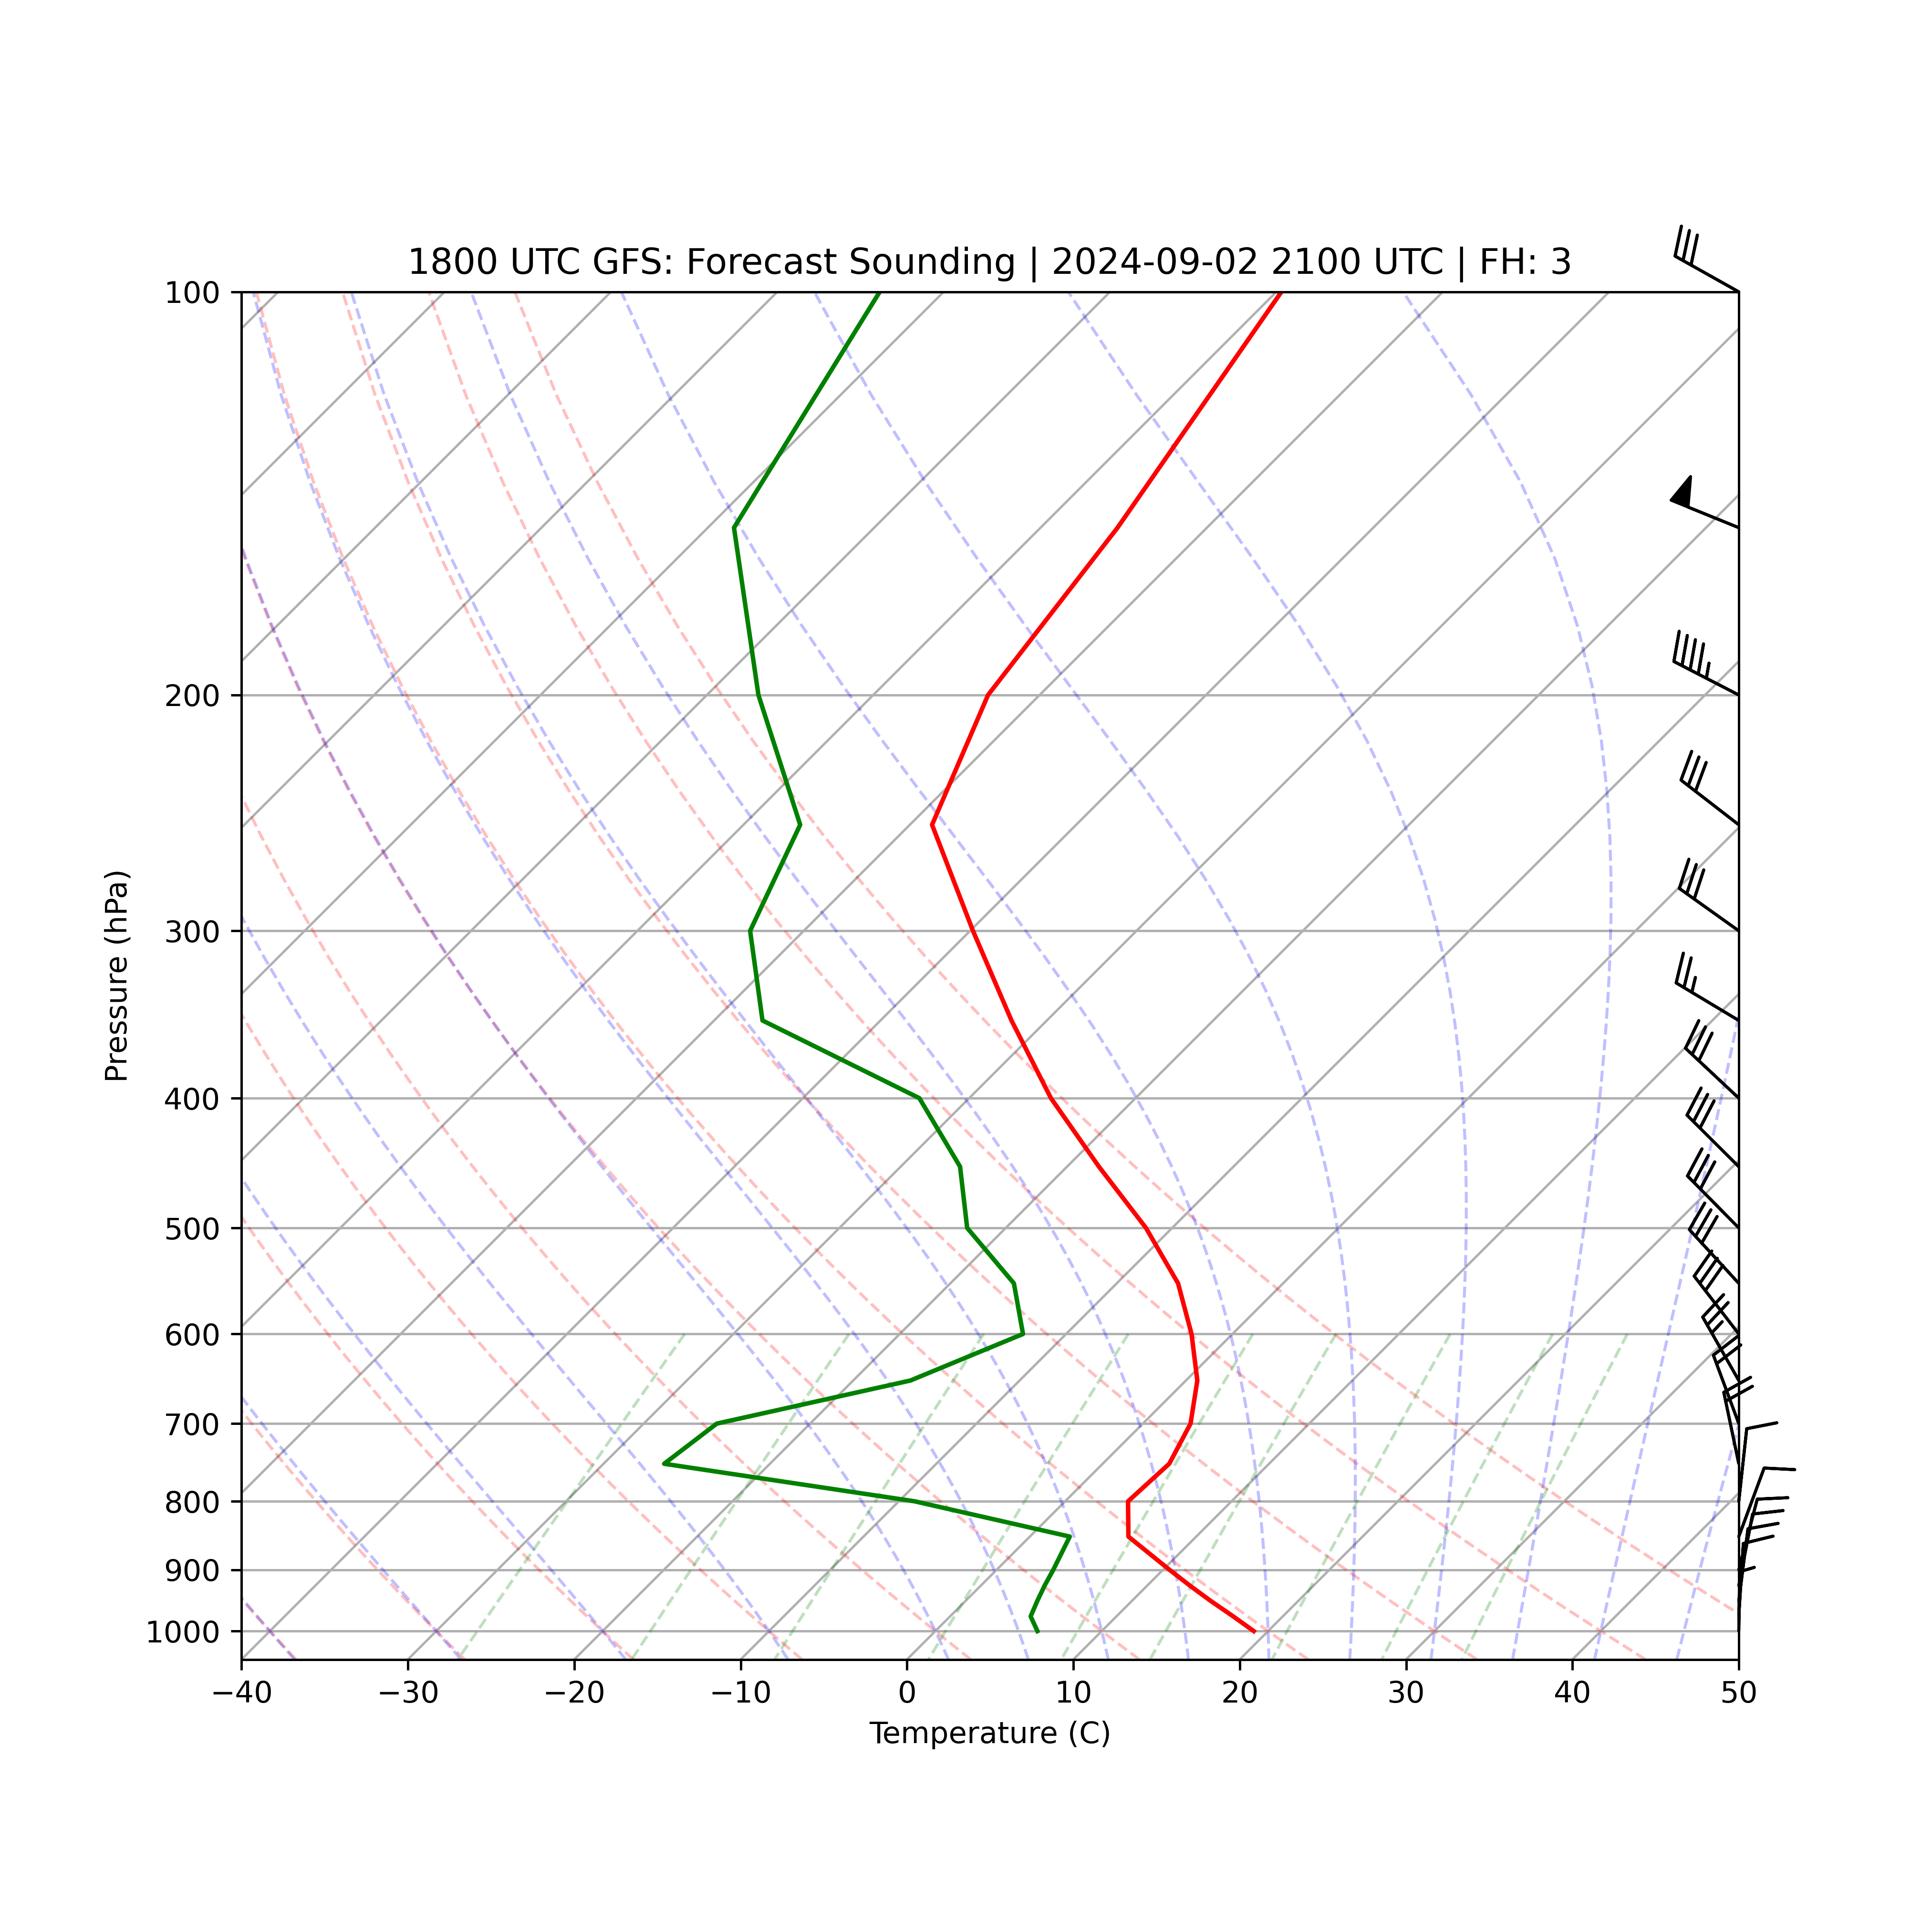 1800 UTC GFS: Forecast Sounding | 2024-09-02 2100 UTC | FH: 3
100
200
300
400
500
600
700
800
900
1000
Pressure (hPa)
−40 −30 −20 −10 0 10 20 30 40 50
Temperature (C)